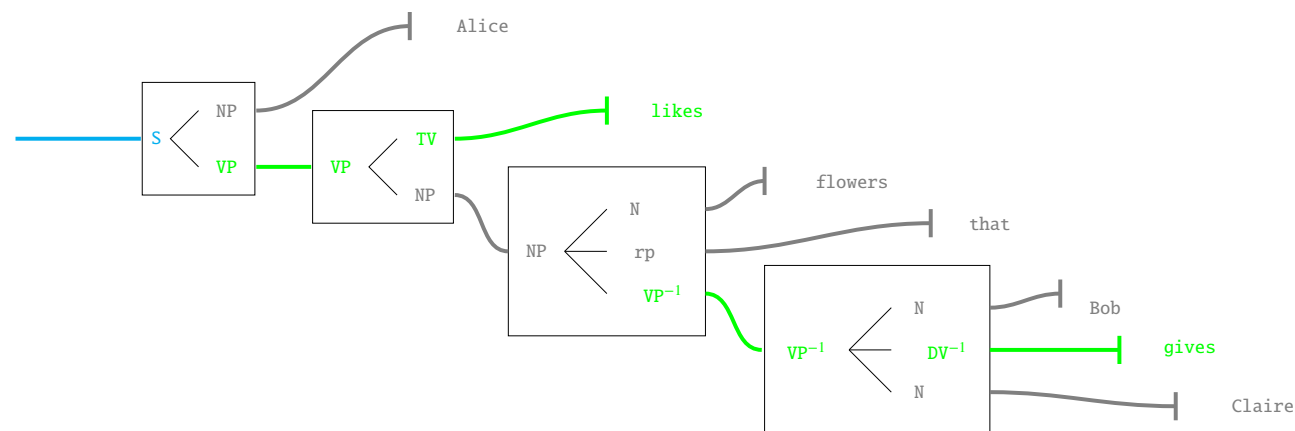 Alice
NP
S
VP
TV
likes
VP
NP
flowers
N
that
NP
rp
VP⁻¹
N
Bob
VP⁻¹
DV⁻¹
gives
N
Claire